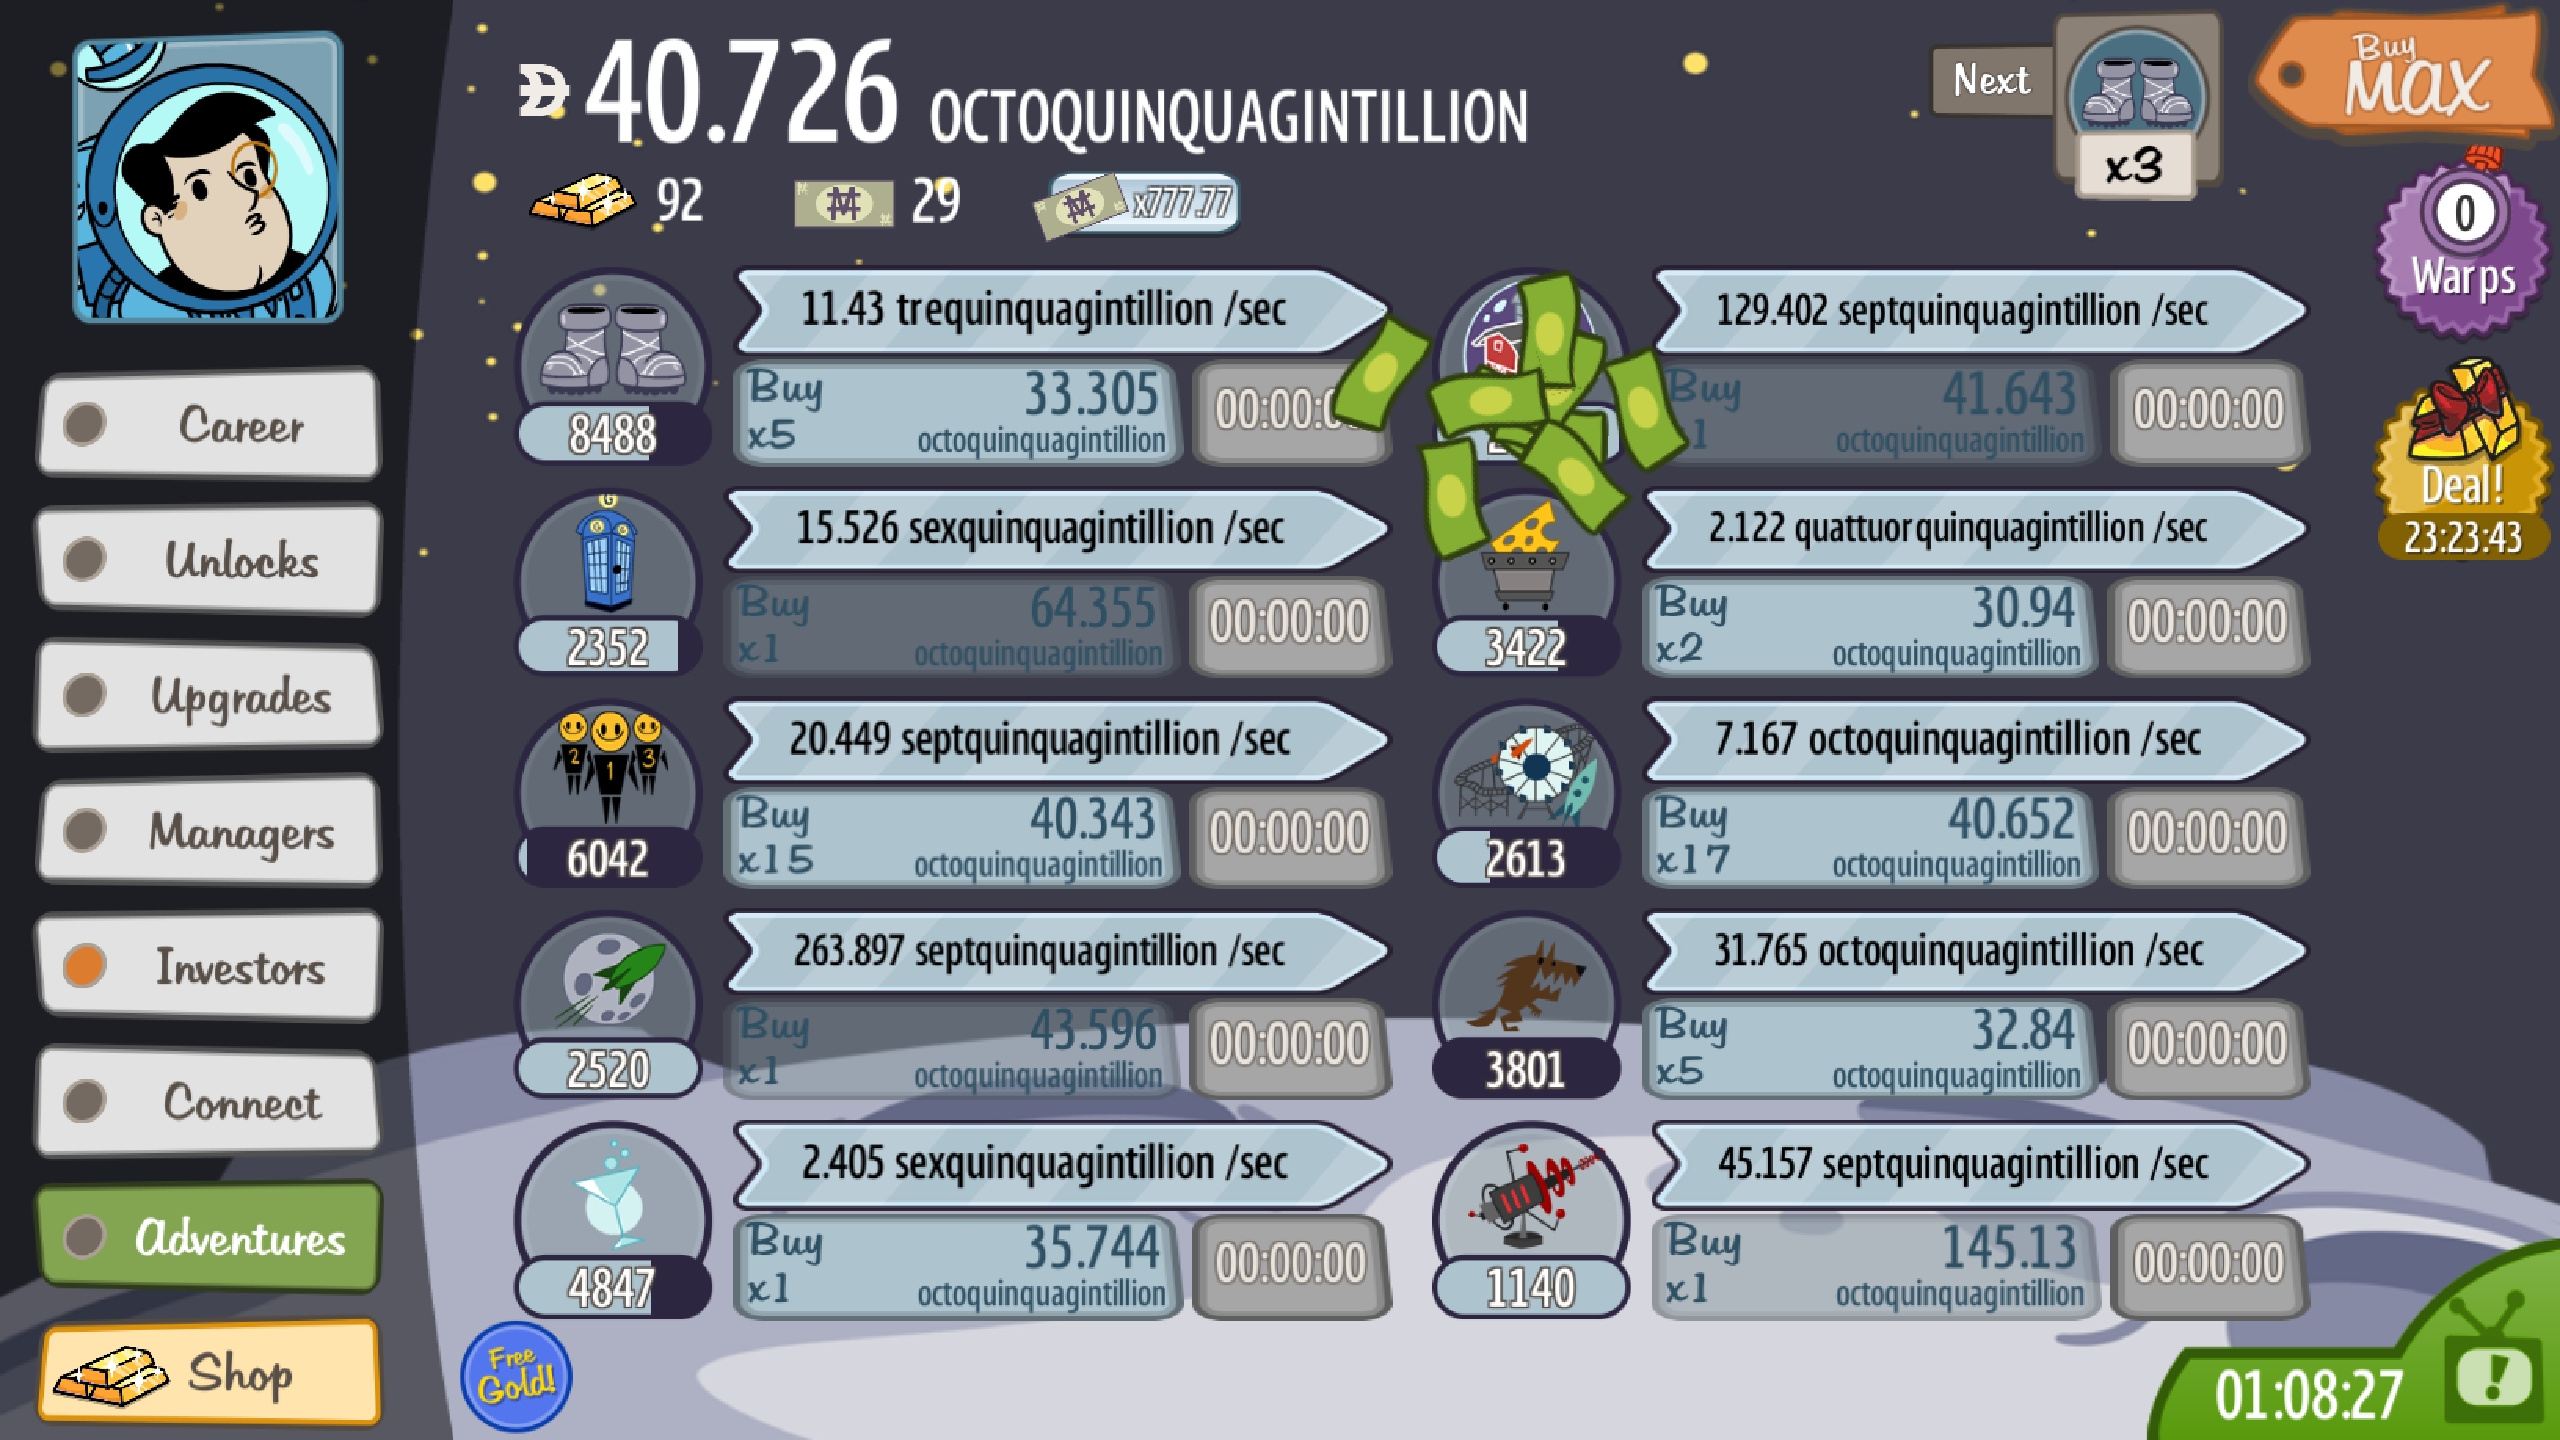 40.726 OCTOQUINQUAGINTILLION
Next
x3
Buy
MAX
92
29
x777.77
0
Warps
Deal!
23:23:43
Career
Unlocks
Upgrades
Managers
Investors
Connect
Adventures
Shop
11.43 trequinquagintillion /sec
Buy 33.305
x5 octoquinquagintillion
8488
129.402 septquinquagintillion /sec
Buy 41.643
octoquinquagintillion
00:00:00
15.526 sexquinquagintillion /sec
Buy 64.355
x1 octoquinquagintillion
00:00:00
2352
2.122 quattuorquinquagintillion /sec
Buy 30.94
x2 octoquinquagintillion
00:00:00
3422
20.449 septquinquagintillion /sec
2 1 3
Buy 40.343
x15 octoquinquagintillion
00:00:00
6042
7.167 octoquinquagintillion /sec
Buy 40.652
x17 octoquinquagintillion
00:00:00
2613
263.897 septquinquagintillion /sec
Buy 43.596
x1 octoquinquagintillion
00:00:00
2520
31.765 octoquinquagintillion /sec
Buy 32.84
x5 octoquinquagintillion
00:00:00
3801
2.405 sexquinquagintillion /sec
Buy 35.744
x1 octoquinquagintillion
00:00:00
4847
45.157 septquinquagintillion /sec
Buy 145.13
x1 octoquinquagintillion
00:00:00
1140
Free
Gold!
01:08:27
!